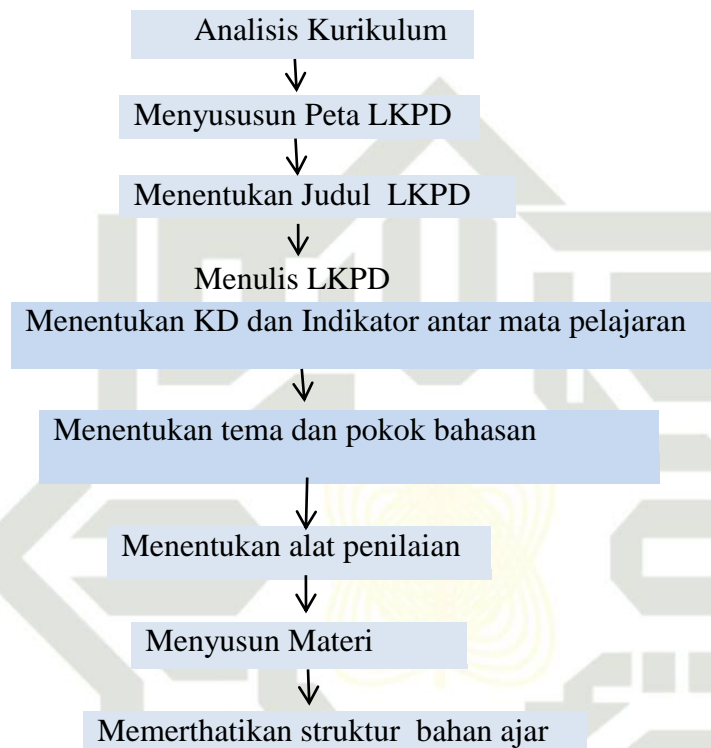 Analisis Kurikulum
Menyususun Peta LKPD
Menentukan Judul LKPD
Menulis LKPD
Menentukan KD dan Indikator antar mata pelajaran
Menentukan tema dan pokok bahasan
Menentukan alat penilaian
Menyusun Materi
Memerthatikan struktur bahan ajar